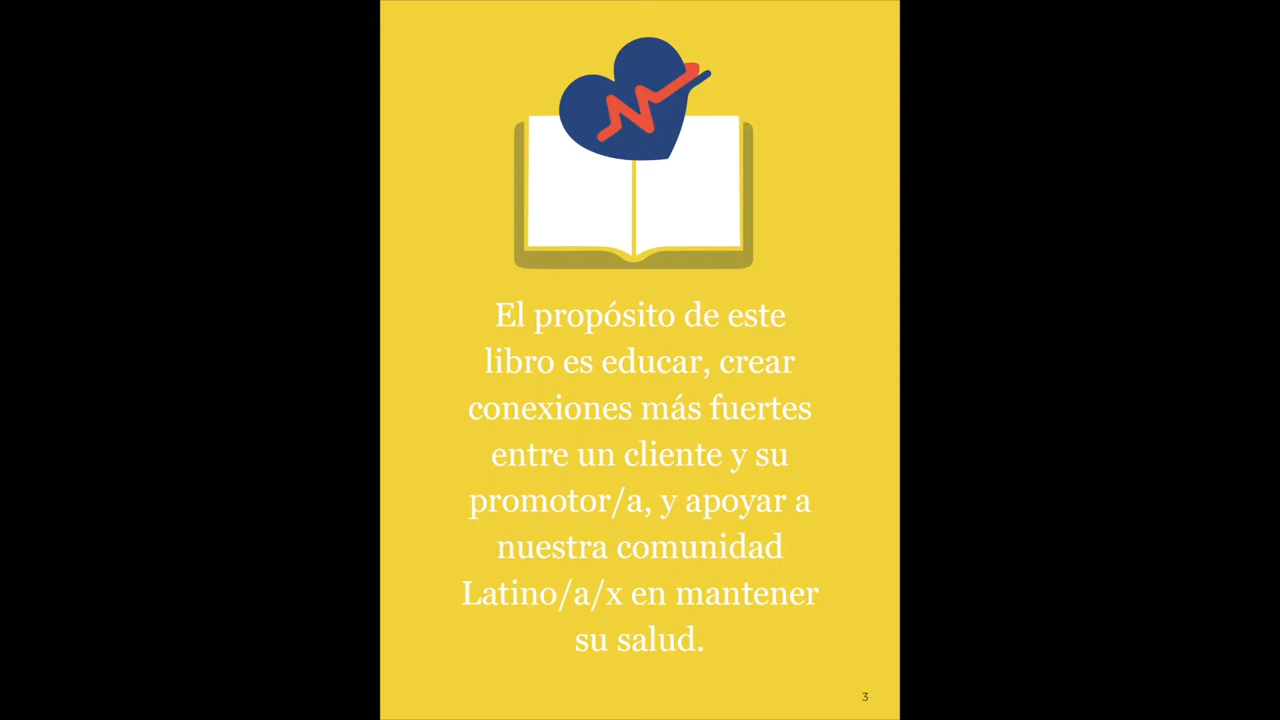 El propósito de este
libro es educar, crear
conexiones más fuertes
entre un cliente y su
promotor/a, y apoyar a
nuestra comunidad
Latino/a/x en mantener
su salud.
3